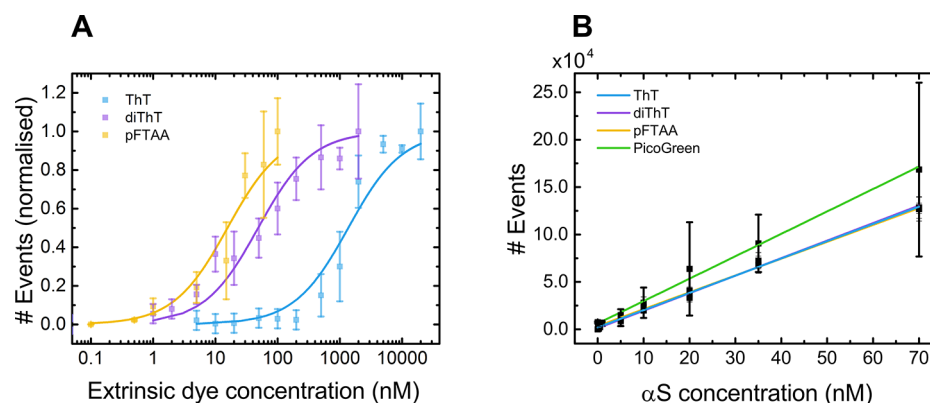 A
# Events (normalised)
1.2
1.0
0.8
0.6
0.4
0.2
0.0
ThT
diThT
pFTAA
0.1 1 10 100 1000 10000
Extrinsic dye concentration (nM)
B
x10⁴
# Events
25.0
20.0
15.0
10.0
5.0
0.0
ThT
diThT
pFTAA
PicoGreen
0 10 20 30 40 50 60 70
αS concentration (nM)